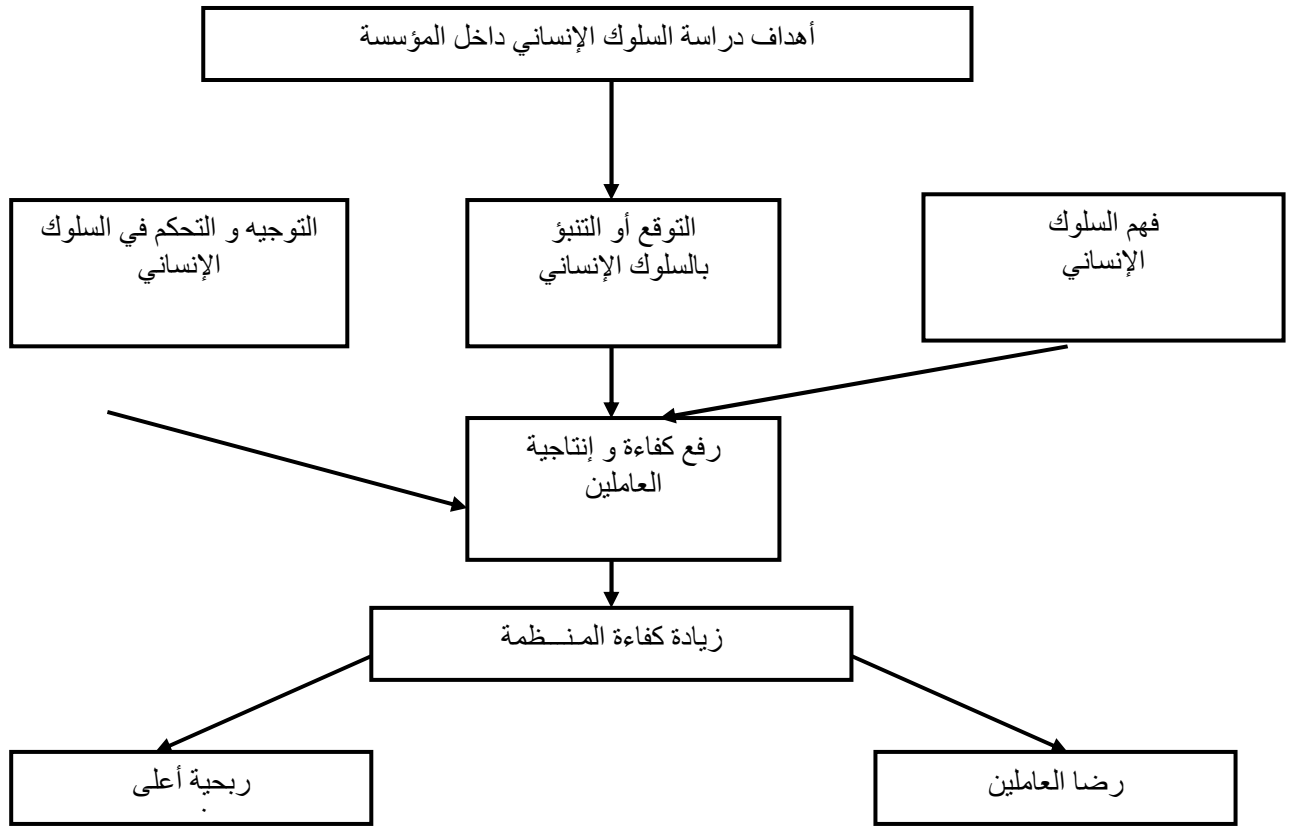 أهداف دراسة السلوك الإنساني داخل المؤسسة
فهم السلوك
الإنساني
التوقع أو التنبؤ
بالسلوك الإنساني
التوجيه و التحكم في السلوك
الإنساني
رفع كفاءة و إنتاجية
العاملين
زيادة كفاءة المـنـــظمة
رضا العاملين
ربحية أعلى
.